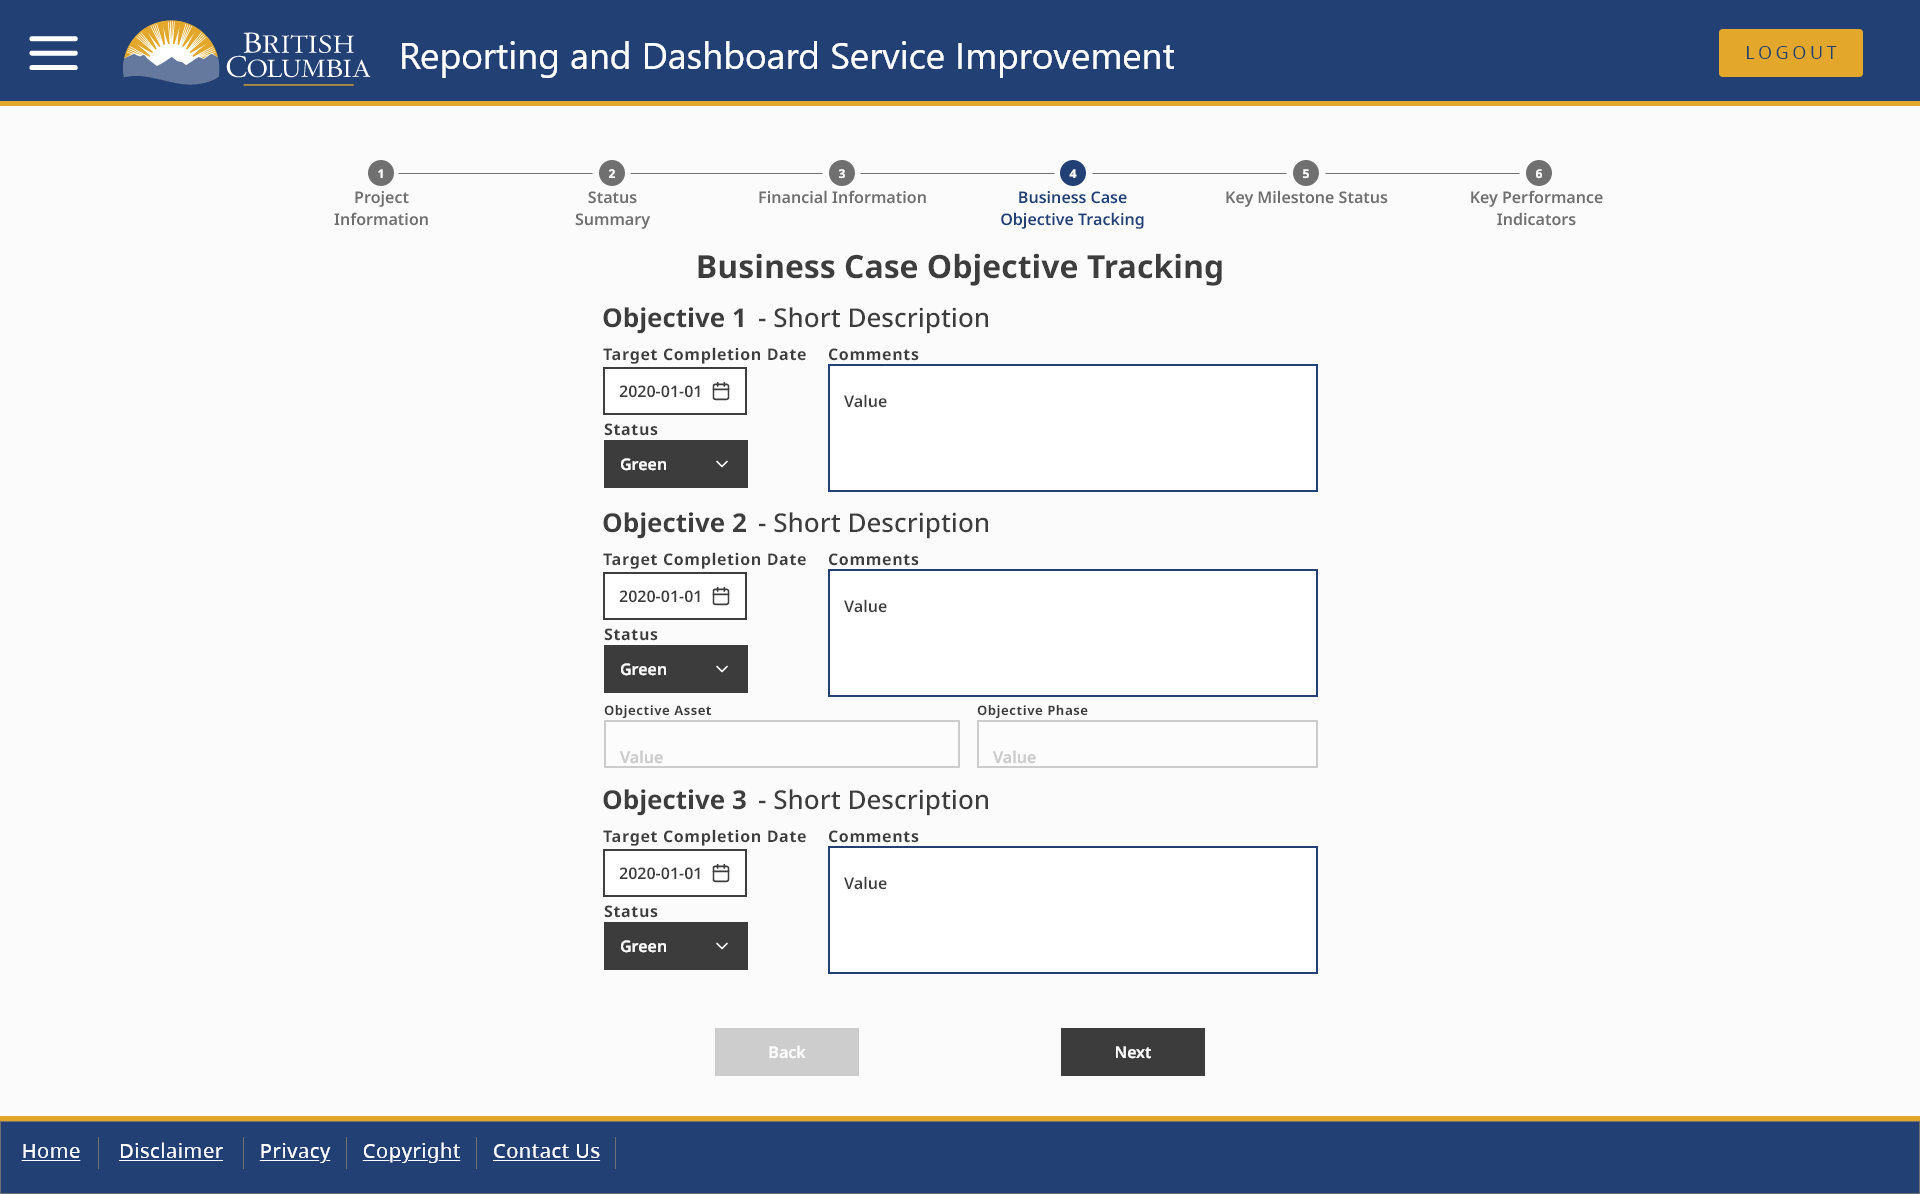 BRITISH
COLUMBIA
Reporting and Dashboard Service Improvement
LOGOUT
1
2
3
4
5
6
Project
Information
Status
Summary
Financial Information
Business Case
Objective Tracking
Key Milestone Status
Key Performance
Indicators
Business Case Objective Tracking
Objective 1 - Short Description
Target Completion Date
Comments
2020-01-01
Value
Status
Green
Objective 2 - Short Description
Target Completion Date
Comments
2020-01-01
Value
Status
Green
Objective Asset
Objective Phase
Value
Value
Objective 3 - Short Description
Target Completion Date
Comments
2020-01-01
Value
Status
Green
Back
Next
Home
Disclaimer
Privacy
Copyright
Contact Us